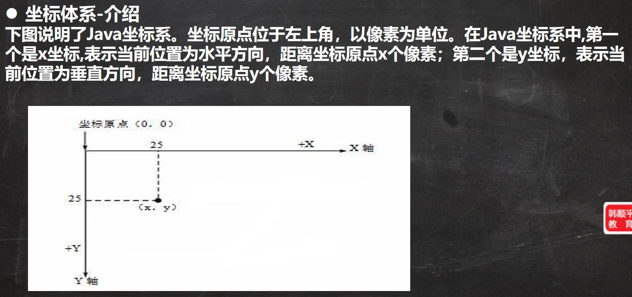 ● 坐标体系-介绍
下图说明了Java坐标系。坐标原点位于左上角，以像素为单位。在Java坐标系中,第一
个是x坐标,表示当前位置为水平方向，距离坐标原点x个像素；第二个是y坐标，表示当
前位置为垂直方向，距离坐标原点y个像素。
坐标原点（0，0）
25
+X
X 轴
25
（x，y）
+Y
Y 轴
韩顺平
教 育